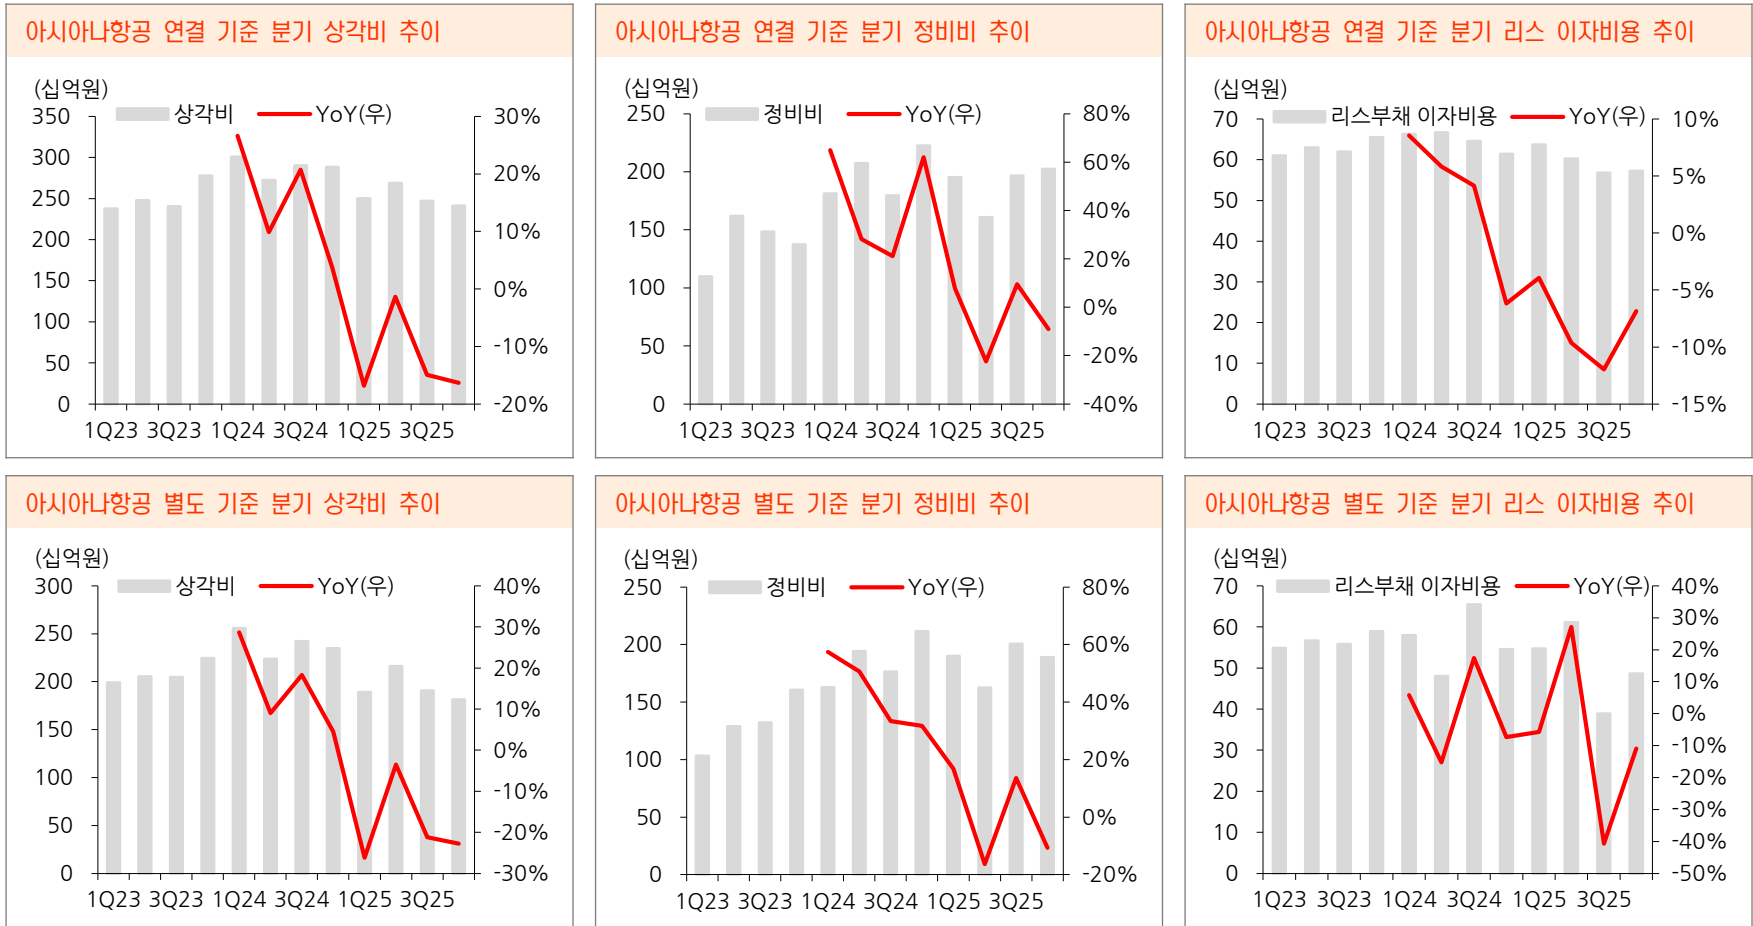 아시아나항공 연결 기준 분기 상각비 추이
(십억원)
상각비
YoY(우)
350
300
250
200
150
100
50
0
30%
20%
10%
0%
-10%
-20%
1Q23 3Q23 1Q24 3Q24 1Q25 3Q25
아시아나항공 연결 기준 분기 정비비 추이
(십억원)
정비비
YoY(우)
250
200
150
100
50
0
80%
60%
40%
20%
0%
-20%
-40%
1Q23 3Q23 1Q24 3Q24 1Q25 3Q25
아시아나항공 연결 기준 분기 리스 이자비용 추이
(십억원)
리스부채 이자비용
YoY(우)
70
60
50
40
30
20
10
0
10%
5%
0%
-5%
-10%
-15%
1Q23 3Q23 1Q24 3Q24 1Q25 3Q25
아시아나항공 별도 기준 분기 상각비 추이
(십억원)
상각비
YoY(우)
300
250
200
150
100
50
0
40%
30%
20%
10%
0%
-10%
-20%
-30%
1Q23 3Q23 1Q24 3Q24 1Q25 3Q25
아시아나항공 별도 기준 분기 정비비 추이
(십억원)
정비비
YoY(우)
250
200
150
100
50
0
80%
60%
40%
20%
0%
-20%
1Q23 3Q23 1Q24 3Q24 1Q25 3Q25
아시아나항공 별도 기준 분기 리스 이자비용 추이
(십억원)
리스부채 이자비용
YoY(우)
70
60
50
40
30
20
10
0
40%
30%
20%
10%
0%
-10%
-20%
-30%
-40%
-50%
1Q23 3Q23 1Q24 3Q24 1Q25 3Q25